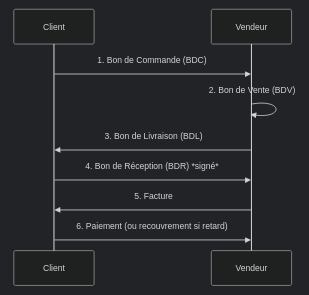 Client
Vendeur
1. Bon de Commande (BDC)
2. Bon de Vente (BDV)
3. Bon de Livraison (BDL)
4. Bon de Réception (BDR) *signé*
5. Facture
6. Paiement (ou recouvrement si retard)
Client
Vendeur